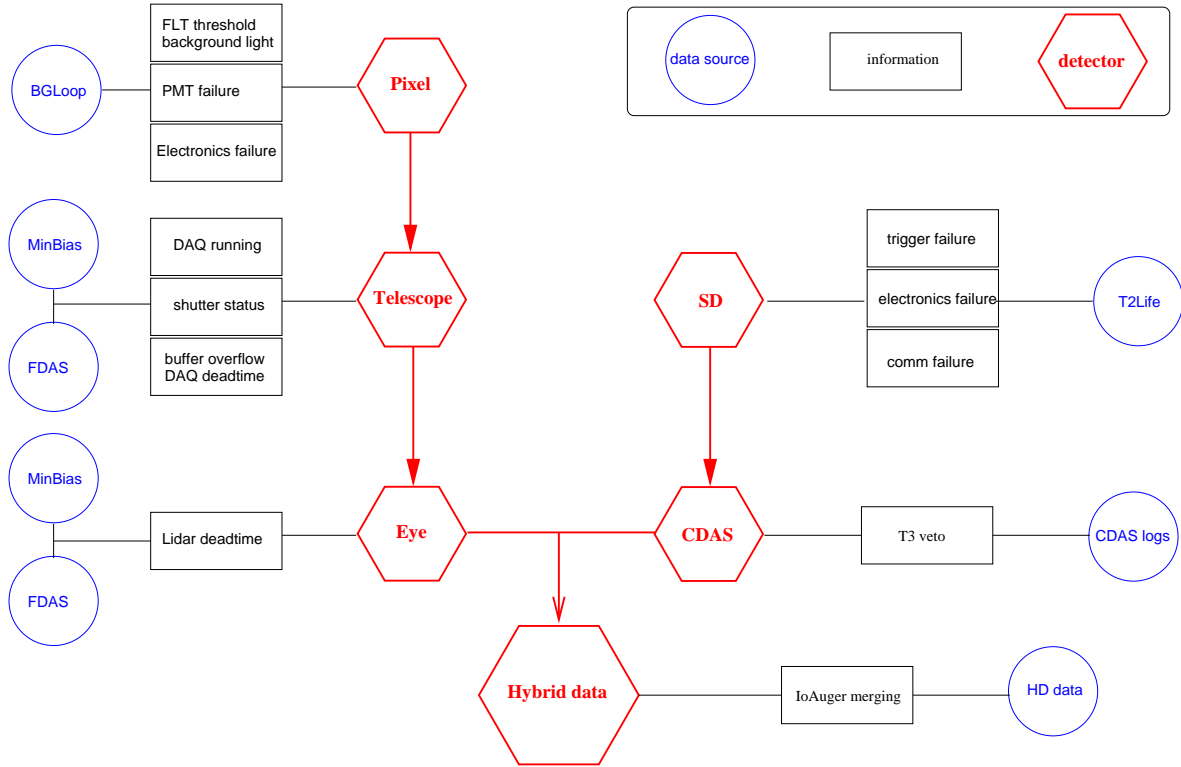 FLT threshold
background light
BGLoop
PMT failure
Electronics failure
Pixel
data source
information
detector
MinBias
FDAS
DAQ running
shutter status
buffer overflow
DAQ deadtime
Telescope
SD
trigger failure
electronics failure
comm failure
T2Life
MinBias
FDAS
Lidar deadtime
Eye
CDAS
T3 veto
CDAS logs
Hybrid data
IoAuger merging
HD data